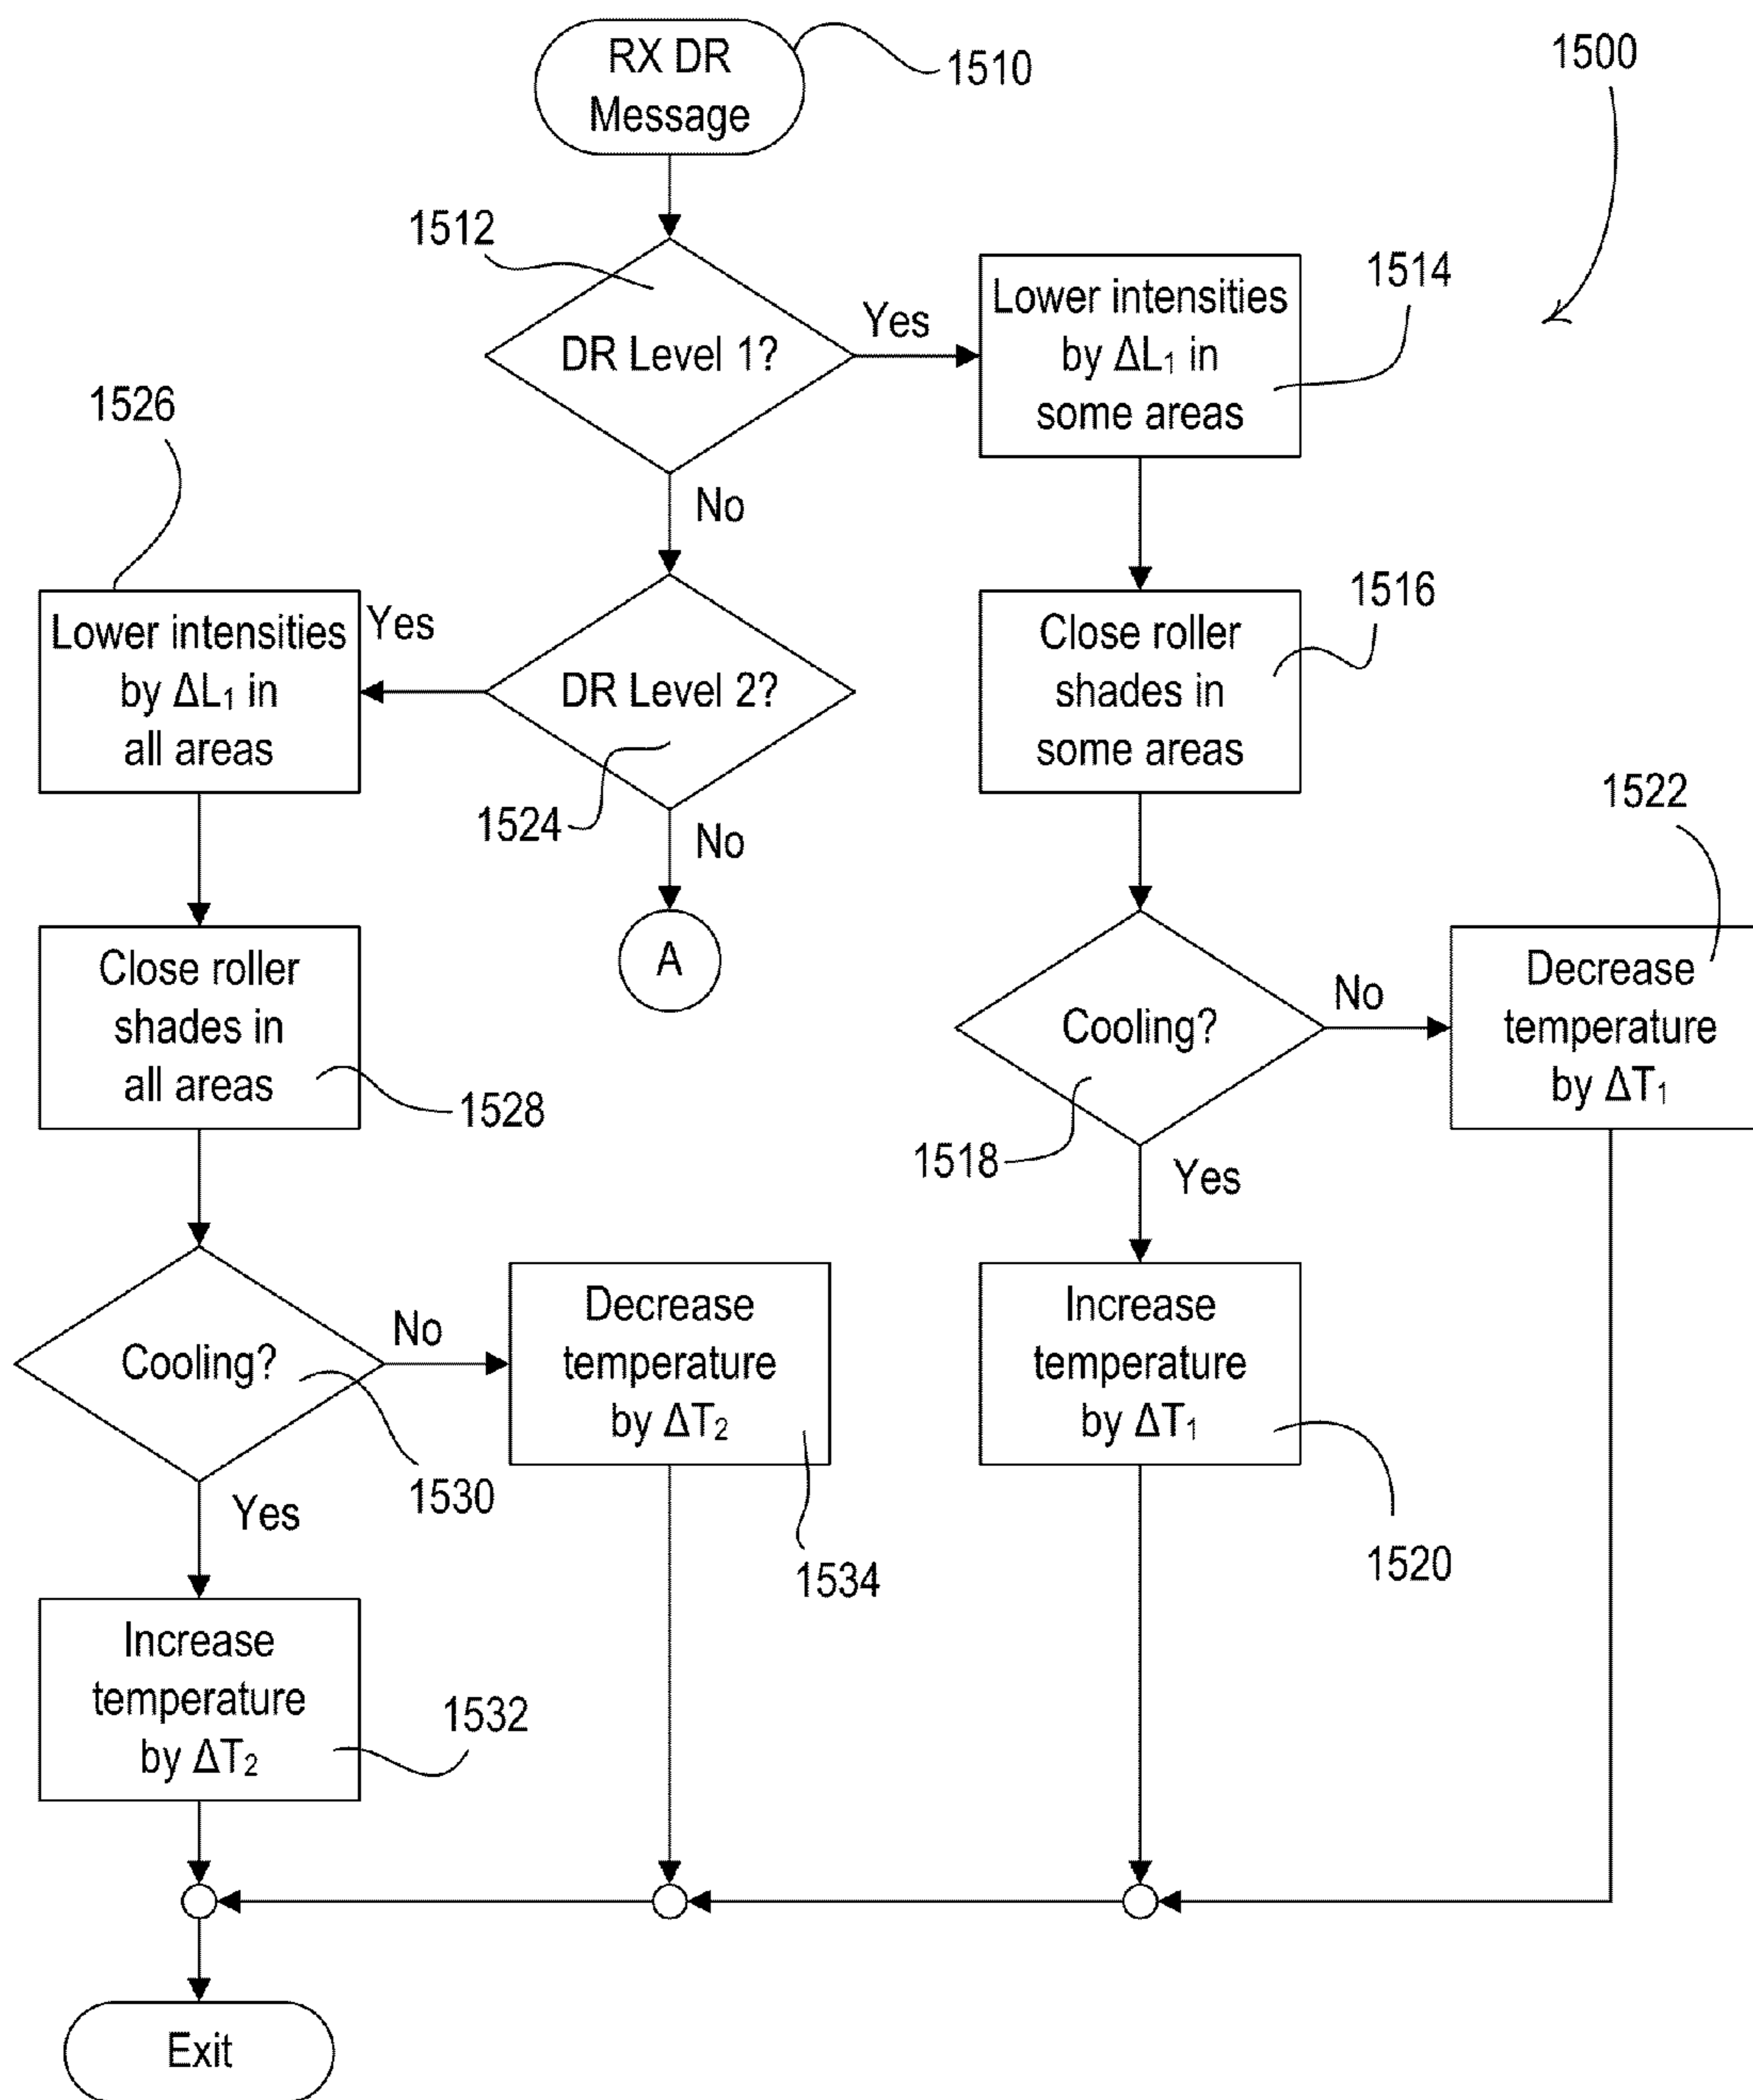 RX DR
Message
1510
1500
1512
DR Level 1?
Yes
Lower intensities
by ΔL₁ in
some areas
1514
No
1526
Lower intensities
by ΔL₁ in
all areas
Yes
DR Level 2?
1524
No
A
Close roller
shades in
some areas
1516
1522
Close roller
shades in
all areas
1528
Cooling?
1518
No
Decrease
temperature
by ΔT₁
Yes
Cooling?
1530
No
Decrease
temperature
by ΔT₂
1534
Increase
temperature
by ΔT₁
1520
Yes
Increase
temperature
by ΔT₂
1532
Exit